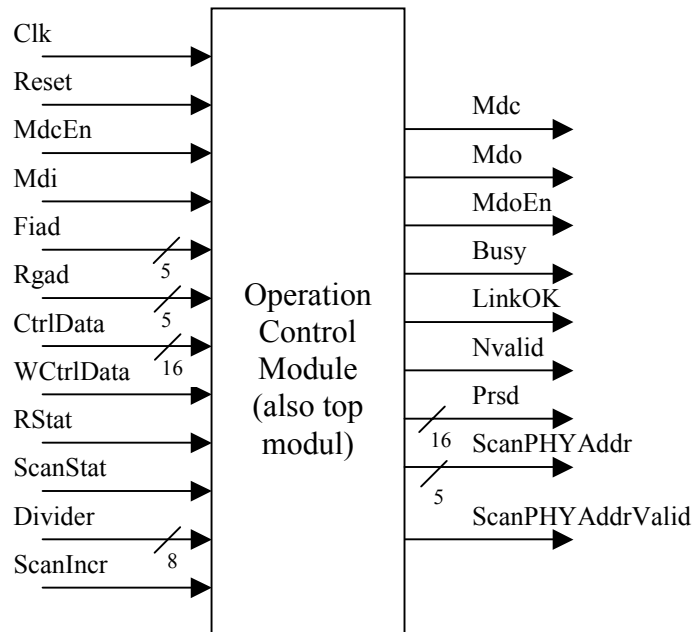 Clk
Reset
MdcEn
Mdi
Fiad
5
Rgad
5
CtrlData
16
WCtrlData
RStat
ScanStat
Divider
8
ScanIncr
Operation
Control
Module
(also top
modul)
Mdc
Mdo
MdoEn
Busy
LinkOK
Nvalid
Prsd
16
ScanPHYAddr
5
ScanPHYAddrValid